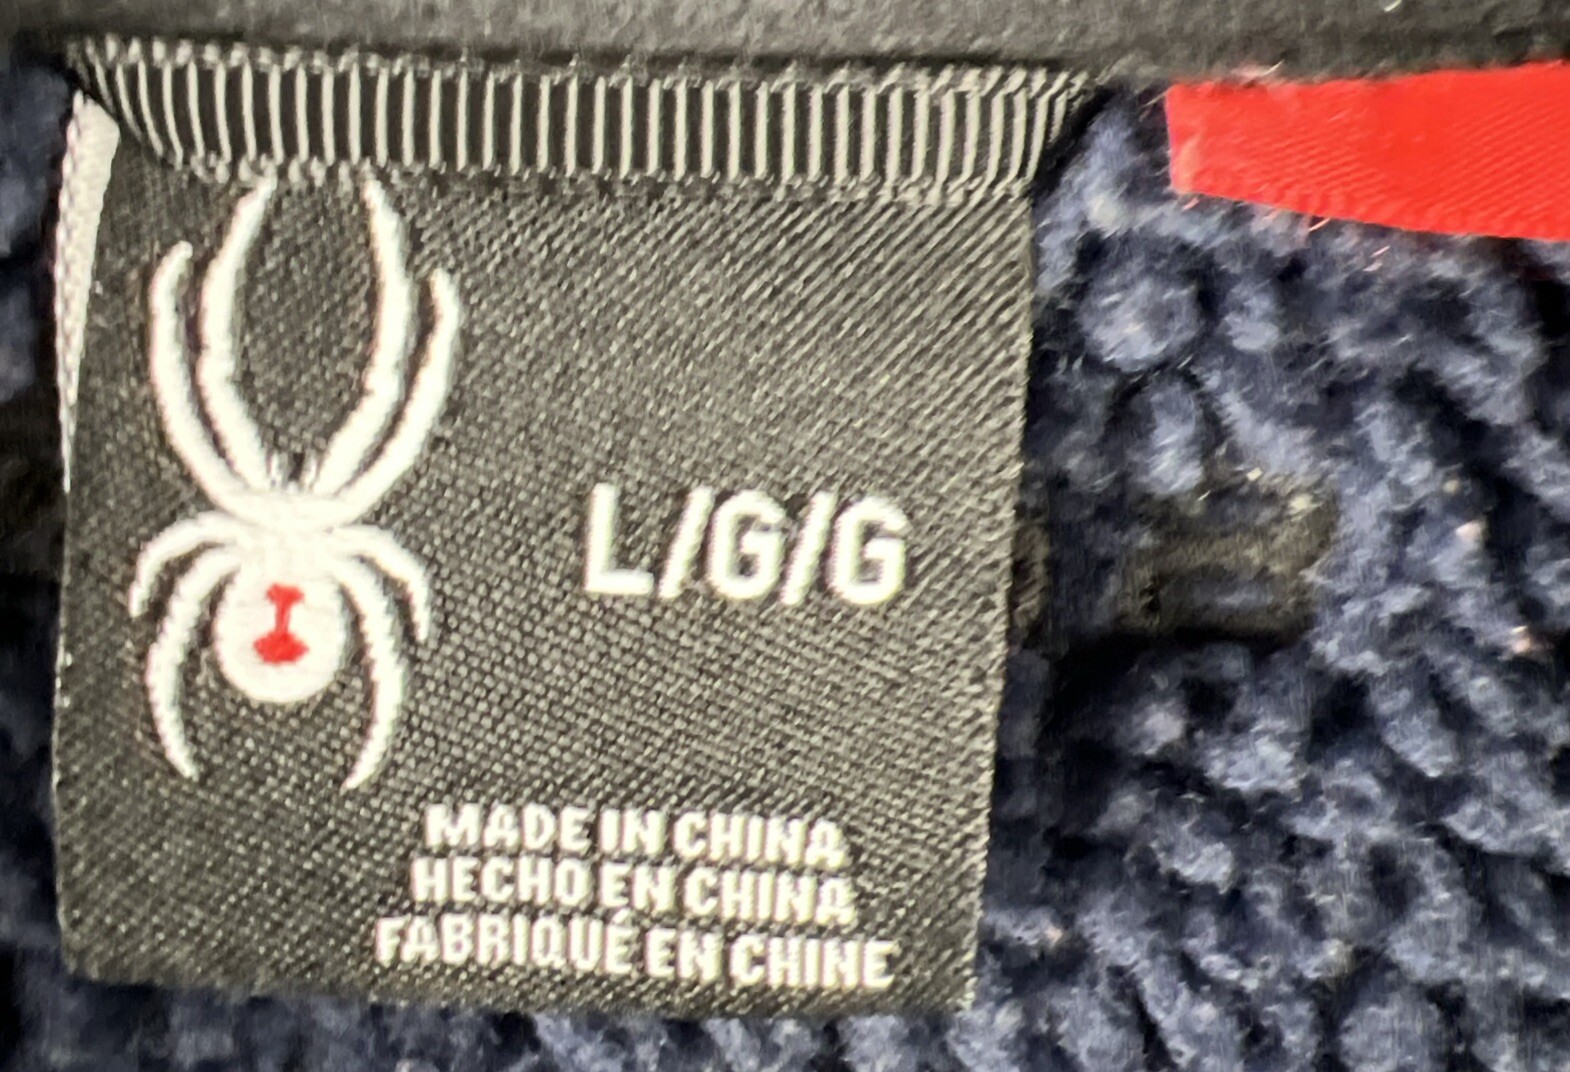 L/G/G
MADE IN CHINA
HECHO EN CHINA
FABRIQUÉ EN CHINE